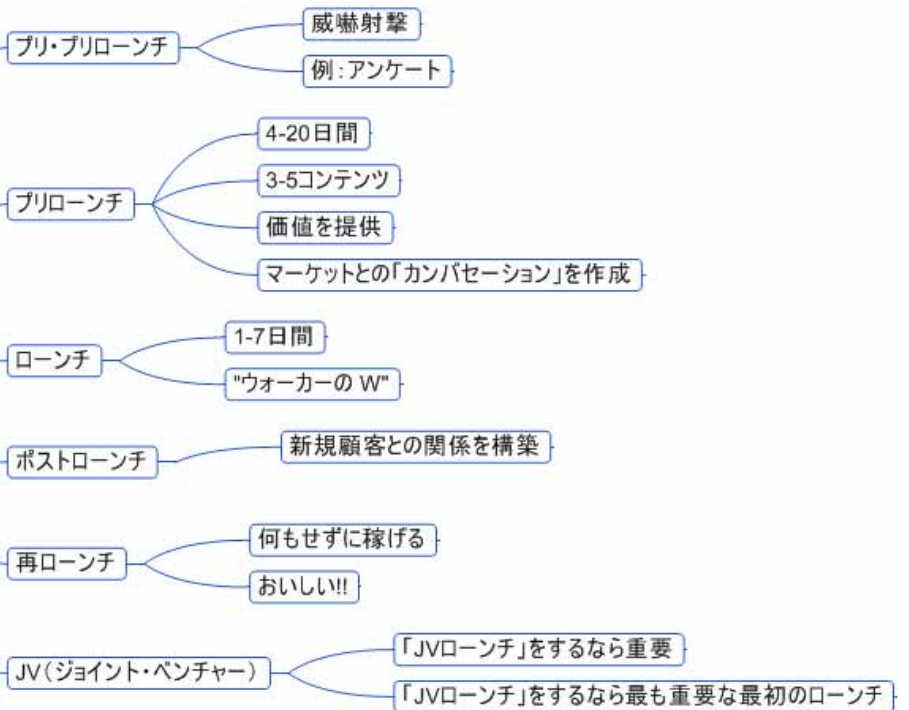 プリ・プリローンチ
威嚇射撃
例：アンケート
プリローンチ
4-20日間
3-5コンテンツ
価値を提供
マーケットとの「カンバセーション」を作成
ローンチ
1-7日間
"ウォーカーの W"
ポストローンチ
新規顧客との関係を構築
再ローンチ
何もせずに稼げる
おいしい!!
JV（ジョイント・ベンチャー）
「JVローンチ」をするなら重要
「JVローンチ」をするなら最も重要な最初のローンチ